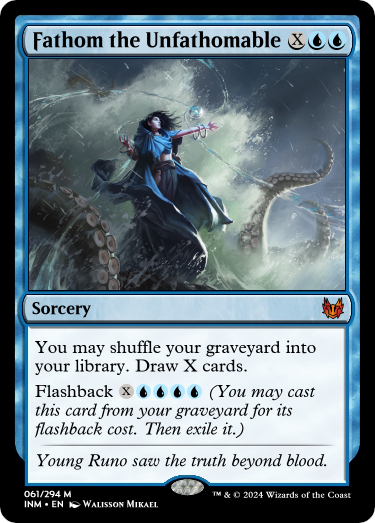 Fathom the Unfathomable XUU
Sorcery
You may shuffle your graveyard into
your library. Draw X cards.
Flashback XUUUU (You may cast
this card from your graveyard for its
flashback cost. Then exile it.)
Young Runo saw the truth beyond blood.
061/294 M
INM • EN Walisson Mikael
™ & © 2024 Wizards of the Coast